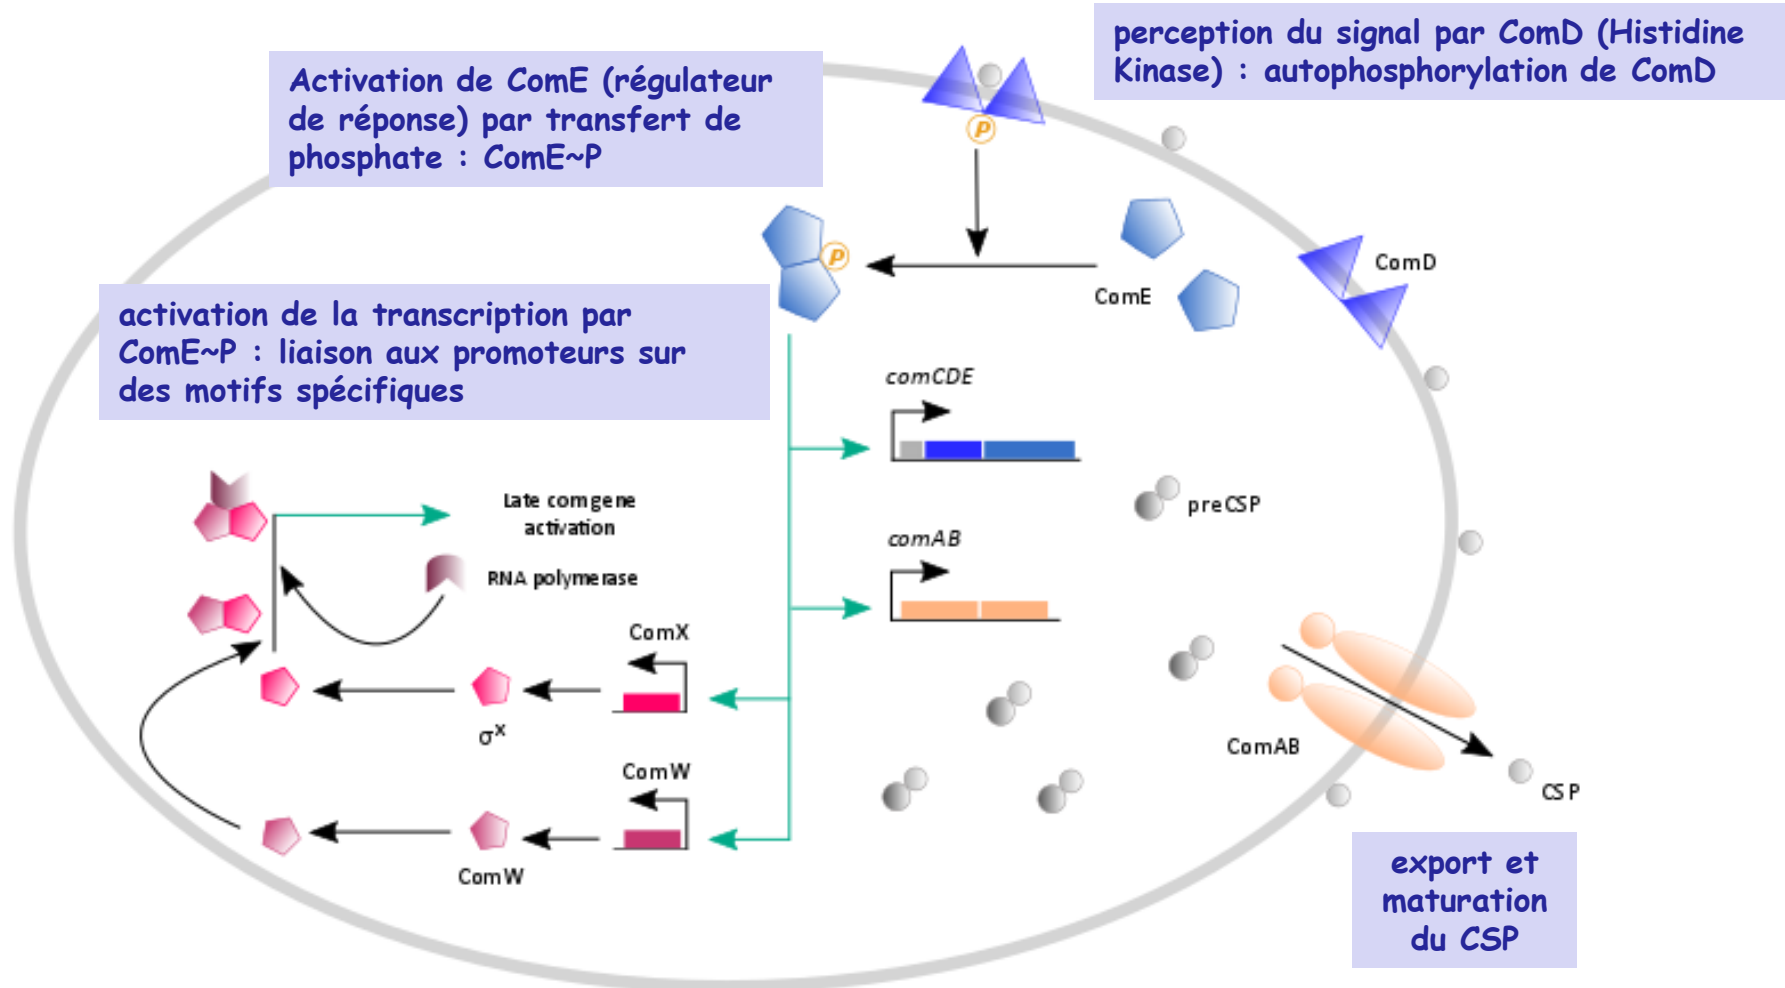 perception du signal par ComD (Histidine
Kinase) : autophosphorylation de ComD
Activation de ComE (régulateur
de réponse) par transfert de
phosphate : ComE~P
P
P
ComD
ComE
activation de la transcription par
ComE~P : liaison aux promoteurs sur
des motifs spécifiques
comCDE
preCSP
Late com gene
activation
comAB
RNA polymerase
ComX
σx
ComAB
ComW
CSP
ComW
export et
maturation
du CSP